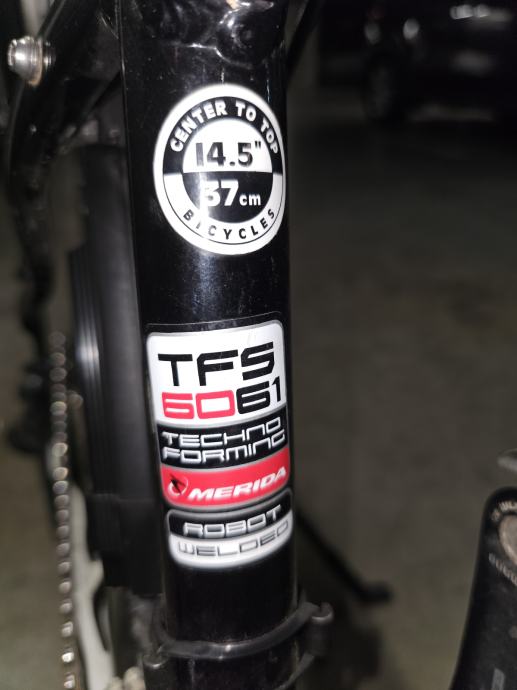 CENTER TO TOP
14.5"
37cm
BICYCLES
TFS
6061
TECHNO
FORMING
MERIDA
ROBOT
WELDED